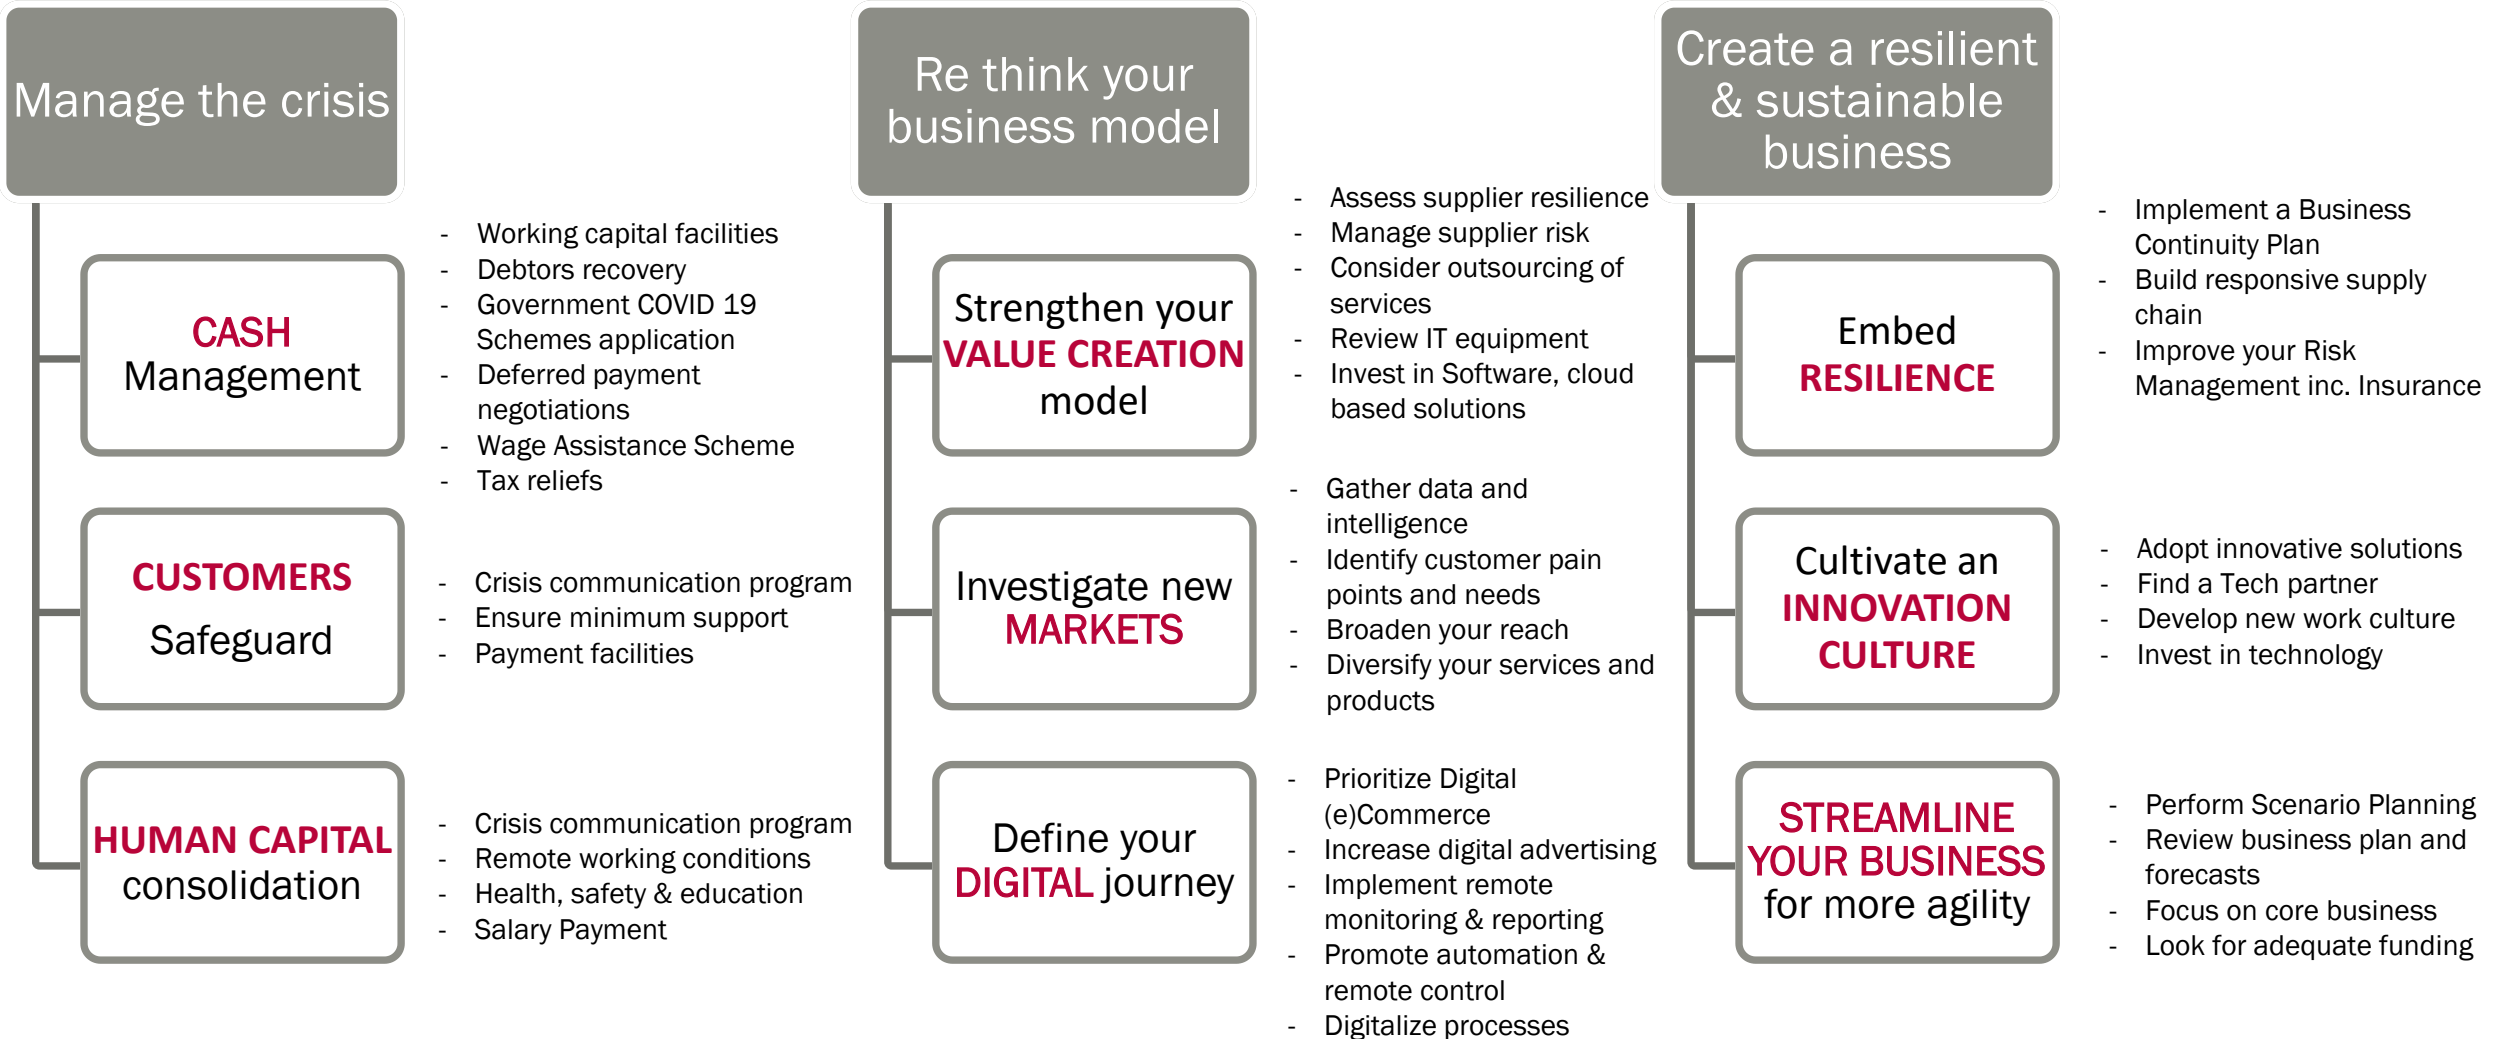 Manage the crisis
CASH
Management
- Working capital facilities
- Debtors recovery
- Government COVID 19
Schemes application
- Deferred payment
negotiations
- Wage Assistance Scheme
- Tax reliefs
CUSTOMERS
Safeguard
- Crisis communication program
- Ensure minimum support
- Payment facilities
HUMAN CAPITAL
consolidation
- Crisis communication program
- Remote working conditions
- Health, safety & education
- Salary Payment
Re think your
business model
Strengthen your
VALUE CREATION
model
- Assess supplier resilience
- Manage supplier risk
- Consider outsourcing of
services
- Review IT equipment
- Invest in Software, cloud
based solutions
Investigate new
MARKETS
- Gather data and
intelligence
- Identify customer pain
points and needs
- Broaden your reach
- Diversify your services and
products
Define your
DIGITAL journey
- Prioritize Digital
(e)Commerce
- Increase digital advertising
- Implement remote
monitoring & reporting
- Promote automation &
remote control
- Digitalize processes
Create a resilient
& sustainable
business
Embed
RESILIENCE
- Implement a Business
Continuity Plan
- Build responsive supply
chain
- Improve your Risk
Management inc. Insurance
Cultivate an
INNOVATION
CULTURE
- Adopt innovative solutions
- Find a Tech partner
- Develop new work culture
- Invest in technology
STREAMLINE
YOUR BUSINESS
for more agility
- Perform Scenario Planning
- Review business plan and
forecasts
- Focus on core business
- Look for adequate funding